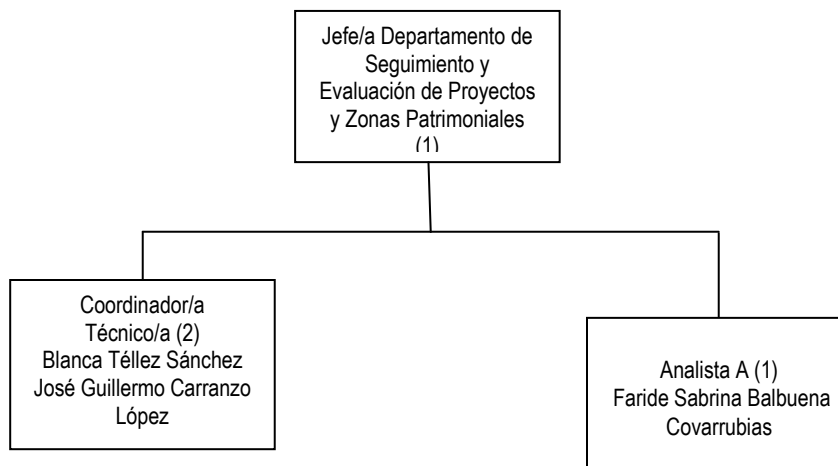 Jefe/a Departamento de
Seguimiento y
Evaluación de Proyectos
y Zonas Patrimoniales
(1)
Coordinador/a
Técnico/a (2)
Blanca Téllez Sánchez
José Guillermo Carranzo
López
Analista A (1)
Faride Sabrina Balbuena
Covarrubias